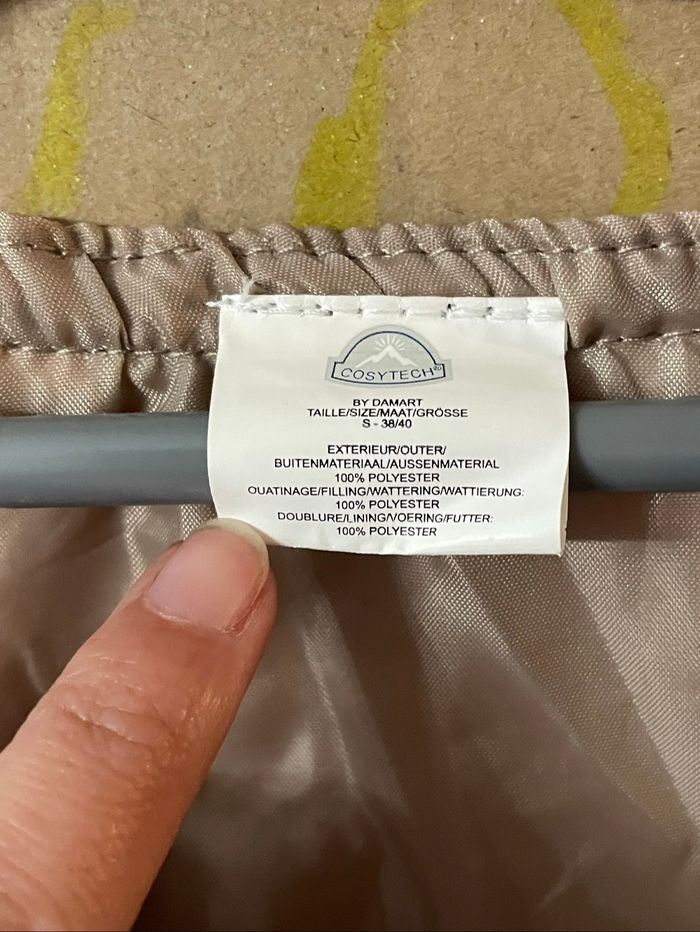 COSYTECH®
BY DAMART
TAILLE/SIZE/MAAT/GRÖSSE
S - 38/40
EXTERIEUR/OUTER/
BUITENMATERIAAL/AUSSENMATERIAL
100% POLYESTER
OUATINAGE/FILLING/WATTERING/WATTIERUNG:
100% POLYESTER
DOUBLURE/LINING/VOERING/FUTTER:
100% POLYESTER